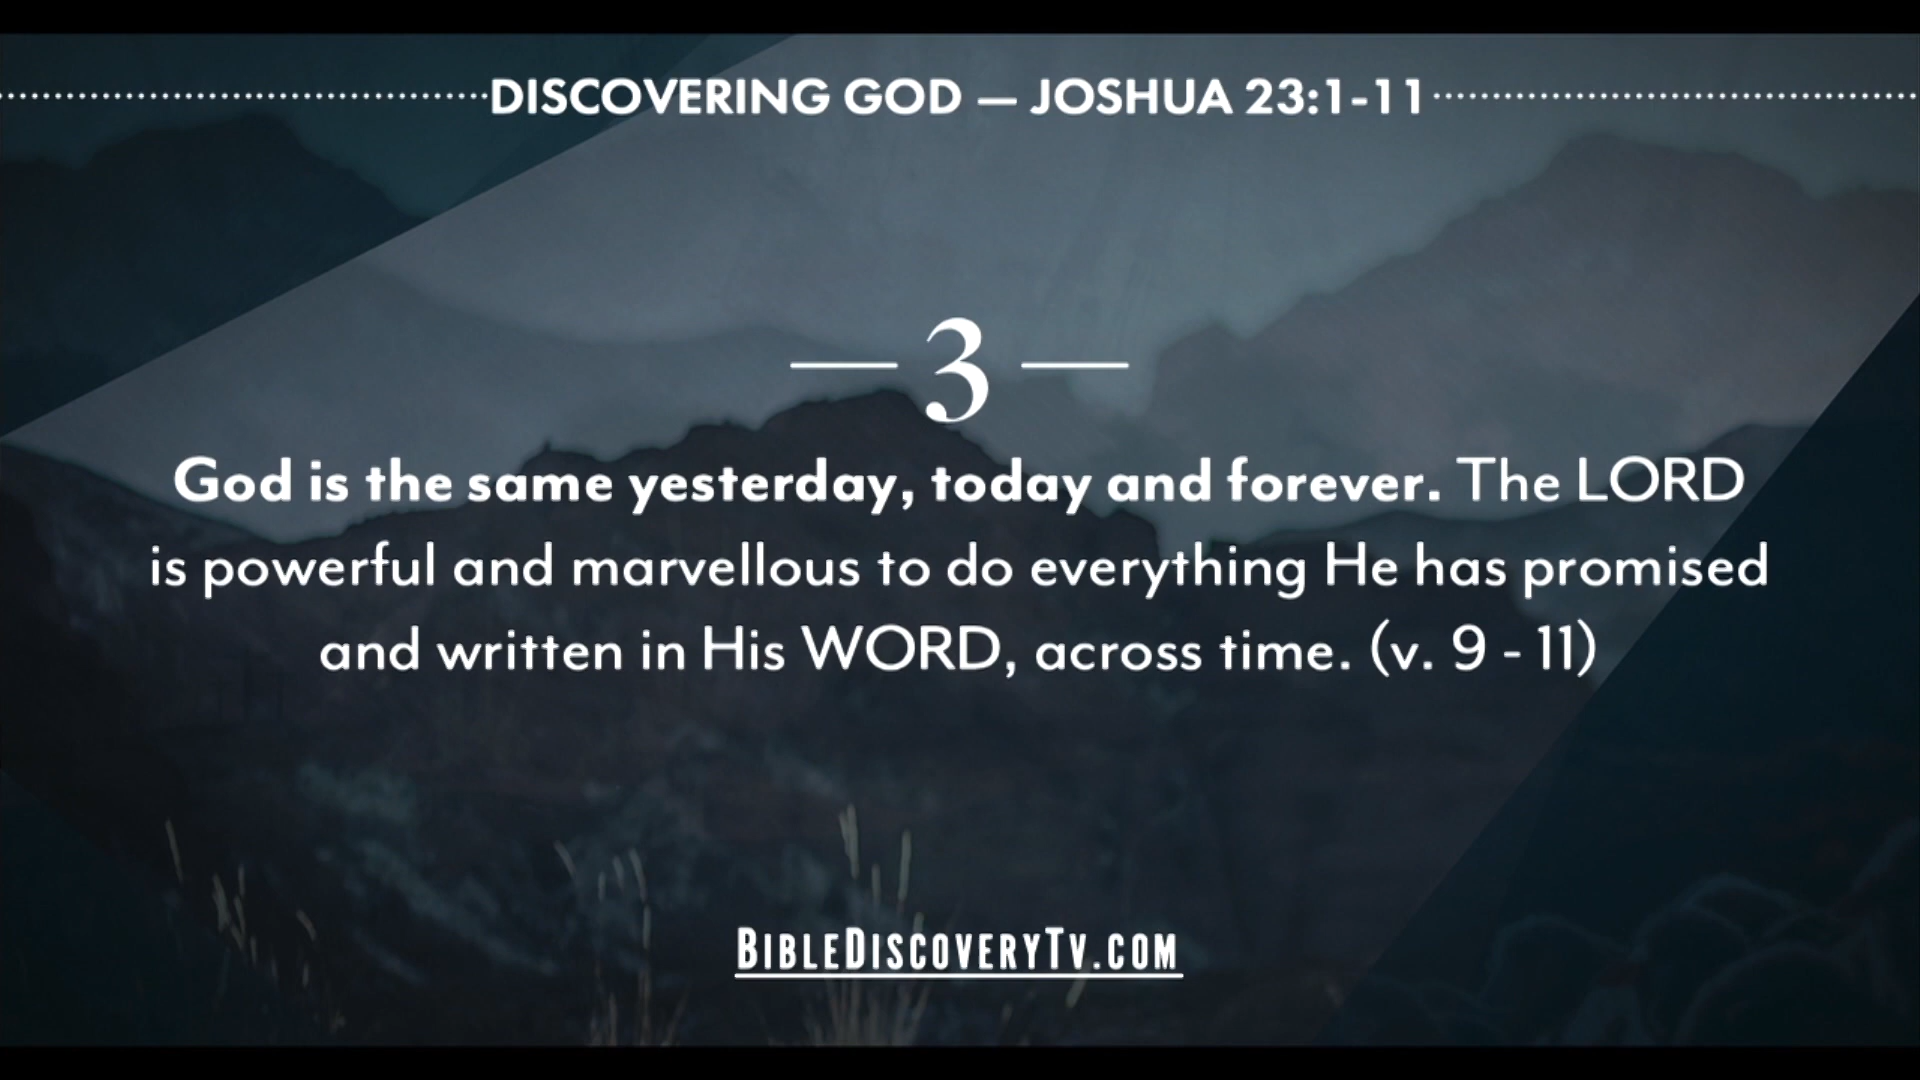 DISCOVERING GOD — JOSHUA 23:1-11
— 3 —
God is the same yesterday, today and forever. The LORD
is powerful and marvellous to do everything He has promised
and written in His WORD, across time. (v. 9 - 11)
BIBLEDISCOVERYTV.COM